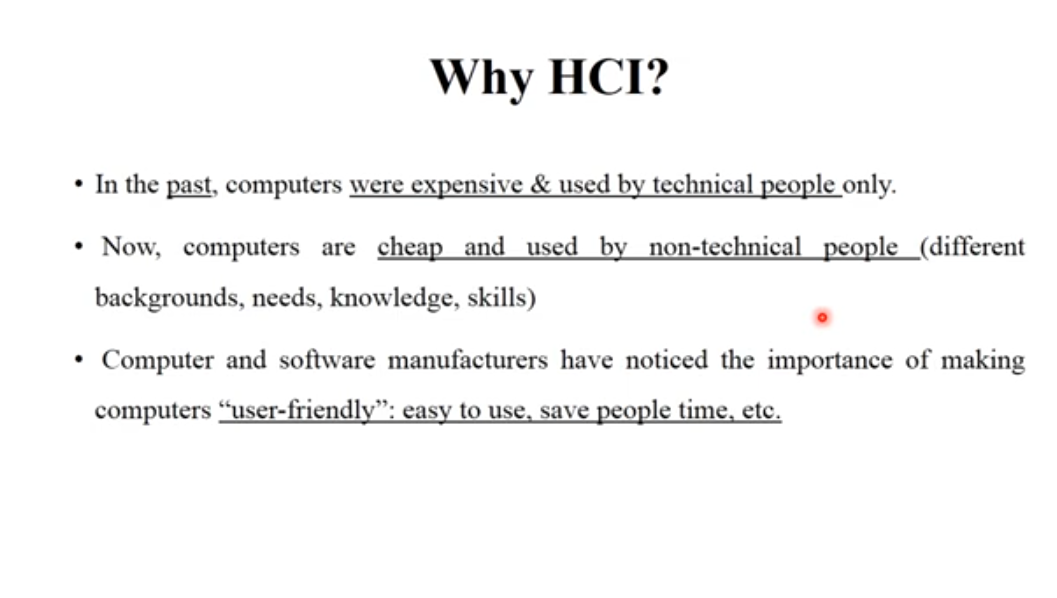 Why HCI?
• In the past, computers were expensive & used by technical people only.
• Now, computers are cheap and used by non-technical people (different
backgrounds, needs, knowledge, skills)
• Computer and software manufacturers have noticed the importance of making
computers “user-friendly”: easy to use, save people time, etc.